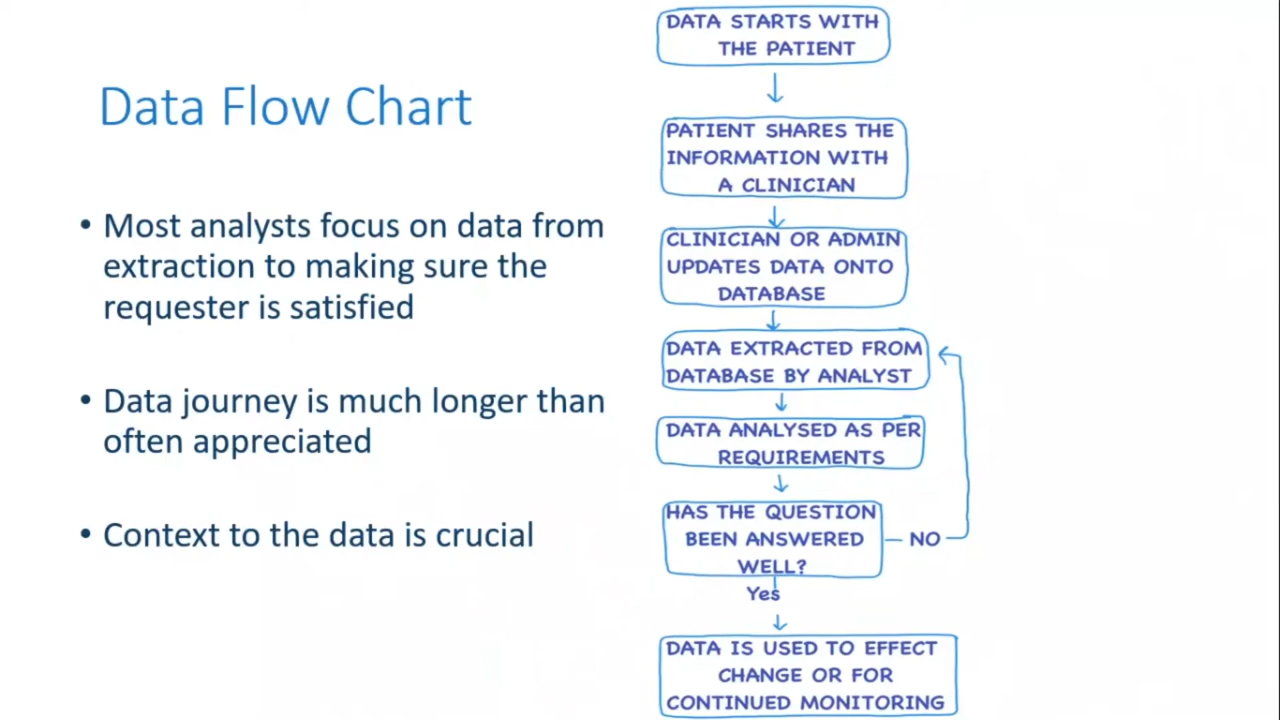 Data Flow Chart
• Most analysts focus on data from
extraction to making sure the
requester is satisfied
• Data journey is much longer than
often appreciated
• Context to the data is crucial
DATA STARTS WITH
THE PATIENT
PATIENT SHARES THE
INFORMATION WITH
A CLINICIAN
CLINICIAN OR ADMIN
UPDATES DATA ONTO
DATABASE
DATA EXTRACTED FROM
DATABASE BY ANALYST
DATA ANALYSED AS PER
REQUIREMENTS
HAS THE QUESTION
BEEN ANSWERED
WELL?
NO
Yes
DATA IS USED TO EFFECT
CHANGE OR FOR
CONTINUED MONITORING